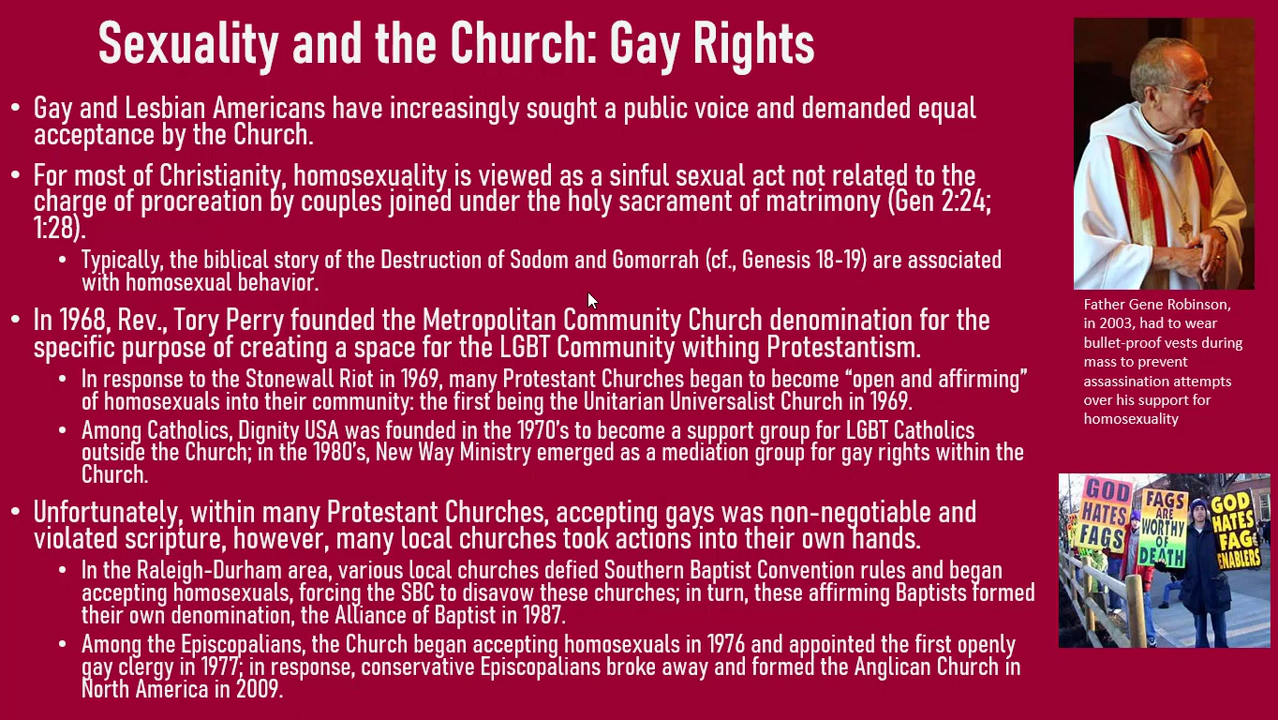 Sexuality and the Church: Gay Rights
• Gay and Lesbian Americans have increasingly sought a public voice and demanded equal
acceptance by the Church.
• For most of Christianity, homosexuality is viewed as a sinful sexual act not related to the
charge of procreation by couples joined under the holy sacrament of matrimony (Gen 2:24;
1:28).
• Typically, the biblical story of the Destruction of Sodom and Gomorrah (cf., Genesis 18-19) are associated
with homosexual behavior.
• In 1968, Rev., Tory Perry founded the Metropolitan Community Church denomination for the
specific purpose of creating a space for the LGBT Community withing Protestantism.
• In response to the Stonewall Riot in 1969, many Protestant Churches began to become “open and affirming”
of homosexuals into their community: the first being the Unitarian Universalist Church in 1969.
• Among Catholics, Dignity USA was founded in the 1970’s to become a support group for LGBT Catholics
outside the Church; in the 1980’s, New Way Ministry emerged as a mediation group for gay rights within the
Church.
• Unfortunately, within many Protestant Churches, accepting gays was non-negotiable and
violated scripture, however, many local churches took actions into their own hands.
• In the Raleigh-Durham area, various local churches defied Southern Baptist Convention rules and began
accepting homosexuals, forcing the SBC to disavow these churches; in turn, these affirming Baptists formed
their own denomination, the Alliance of Baptist in 1987.
• Among the Episcopalians, the Church began accepting homosexuals in 1976 and appointed the first openly
gay clergy in 1977; in response, conservative Episcopalians broke away and formed the Anglican Church in
North America in 2009.
Father Gene Robinson,
in 2003, had to wear
bullet-proof vests during
mass to prevent
assassination attempts
over his support for
homosexuality
GOD
HATES
FAGS
FAGS
ARE
WORTHY
OF
DEATH
GOD
HATES
FAG
ENABLERS